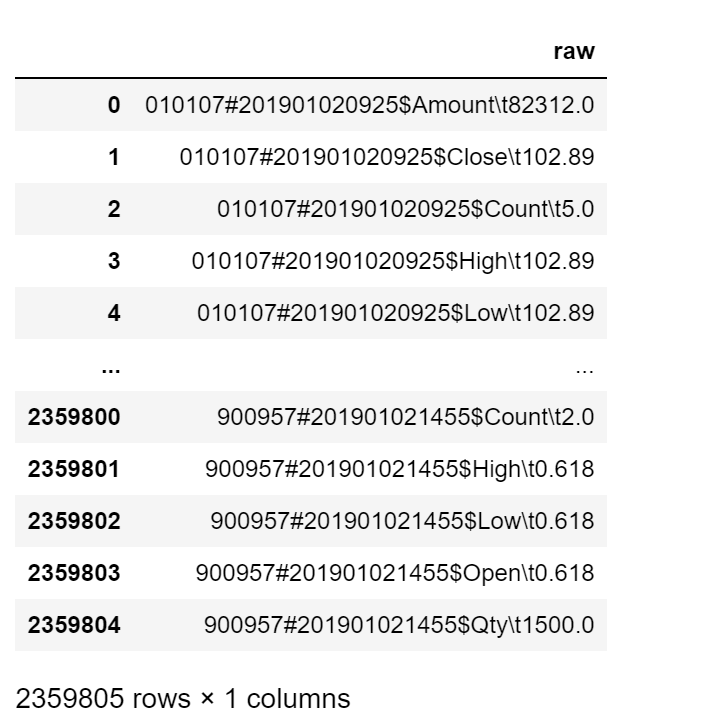 raw
0 010107#201901020925$Amount\t82312.0
1 010107#201901020925$Close\t102.89
2 010107#201901020925$Count\t5.0
3 010107#201901020925$High\t102.89
4 010107#201901020925$Low\t102.89
... ...
2359800 900957#201901021455$Count\t2.0
2359801 900957#201901021455$High\t0.618
2359802 900957#201901021455$Low\t0.618
2359803 900957#201901021455$Open\t0.618
2359804 900957#201901021455$Qty\t1500.0
2359805 rows × 1 columns